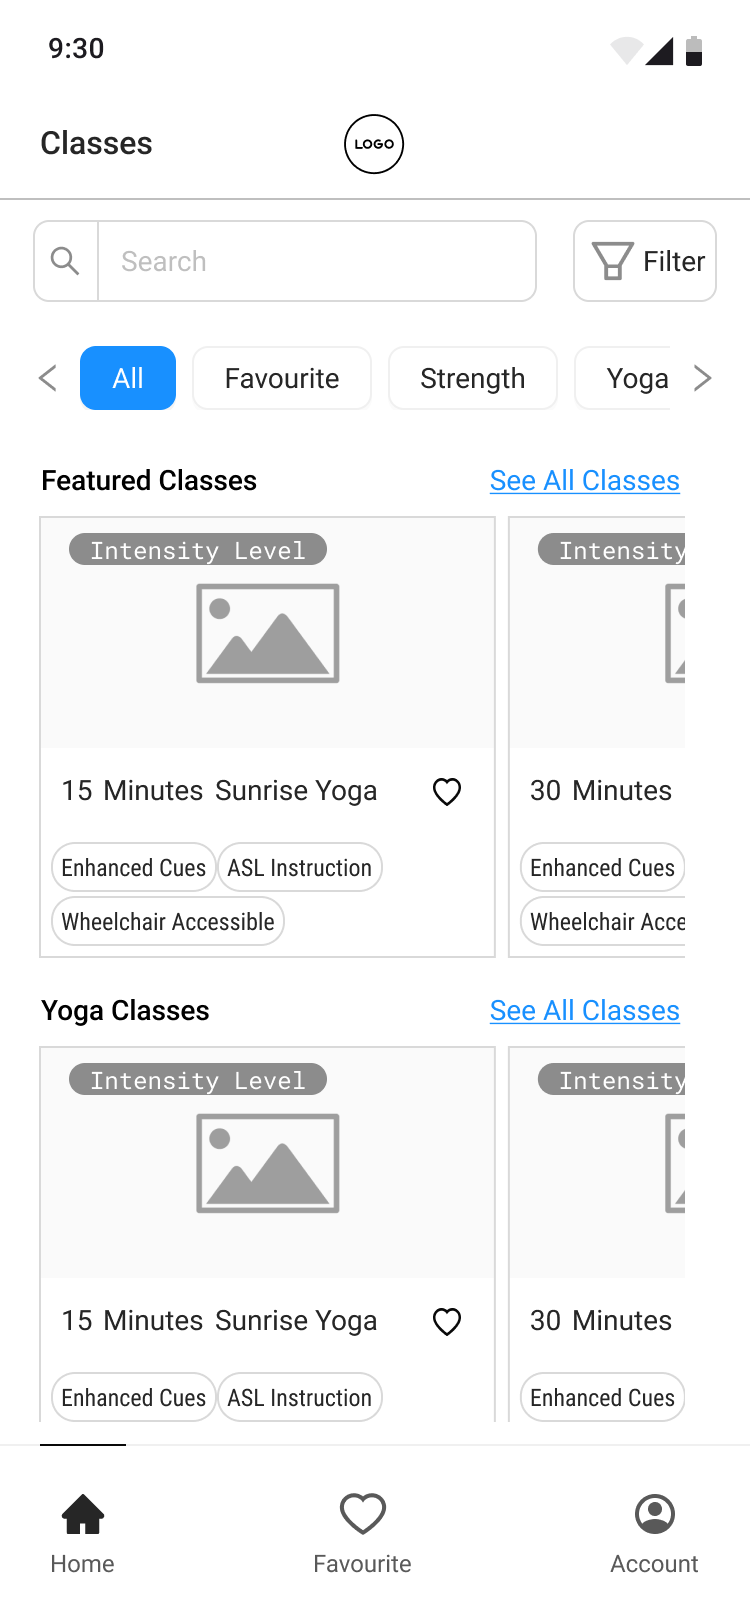 9:30
Classes
LOGO
Search
Filter
All
Favourite
Strength
Yoga
Featured Classes
See All Classes
Intensity Level
Intensity
15 Minutes Sunrise Yoga
30 Minutes
Enhanced Cues
ASL Instruction
Enhanced Cues
Wheelchair Accessible
Wheelchair Acce
Yoga Classes
See All Classes
Intensity Level
Intensity
15 Minutes Sunrise Yoga
30 Minutes
Enhanced Cues
ASL Instruction
Enhanced Cues
Home
Favourite
Account